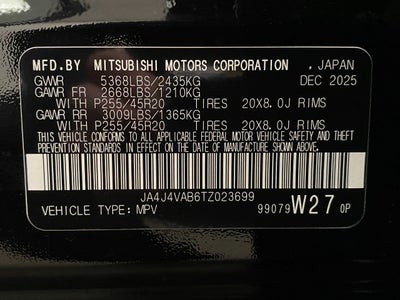 MFD.BY MITSUBISHI MOTORS CORPORATION , JAPAN
GVWR 5368LBS/2435KG DEC 2025
GAWR FR 2668LBS/1210KG
WITH P255/45R20 TIRES 20X8.0J RIMS
GAWR RR 3009LBS/1365KG
WITH P255/45R20 TIRES 20X8.0J RIMS
THIS VEHICLE CONFORMS TO ALL APPLICABLE FEDERAL
MOTOR VEHICLE SAFETY, BUMPER, AND THEFT
PREVENTION STANDARDS IN EFFECT ON THE DATE OF
MANUFACTURE SHOWN ABOVE.
JA4J4VAB6TZ023699
VEHICLE TYPE: MPV 99079 W27 0P